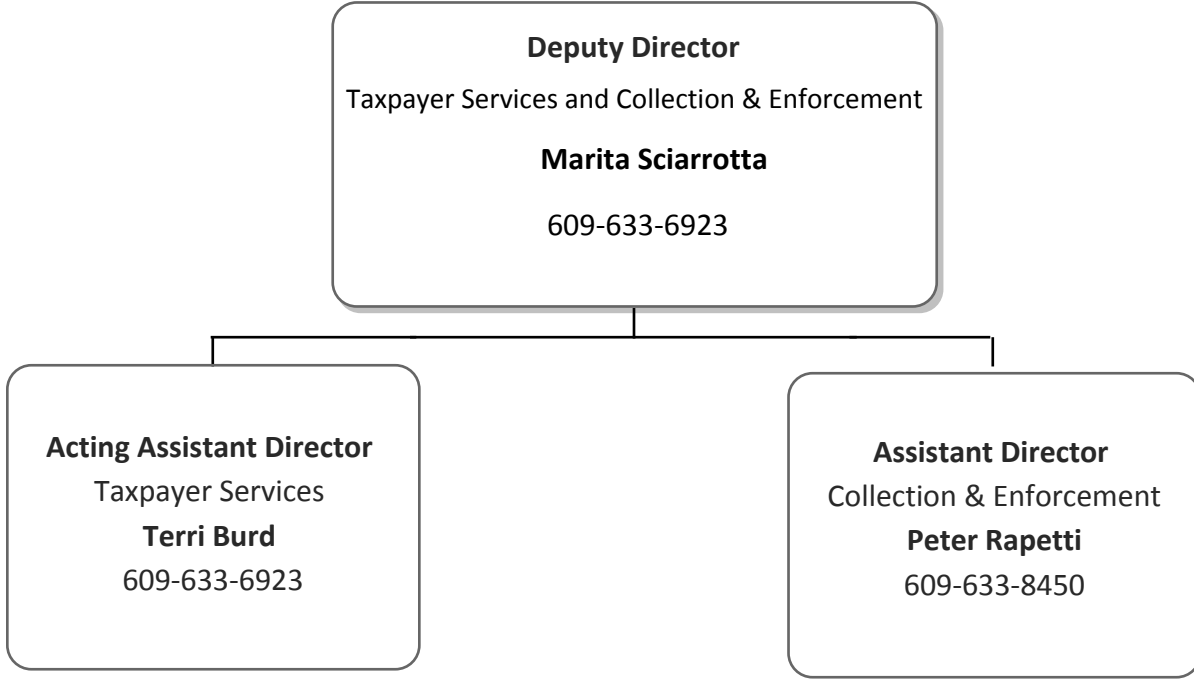 Deputy Director
Taxpayer Services and Collection & Enforcement
Marita Sciarrotta
609-633-6923
Acting Assistant Director
Taxpayer Services
Terri Burd
609-633-6923
Assistant Director
Collection & Enforcement
Peter Rapetti
609-633-8450